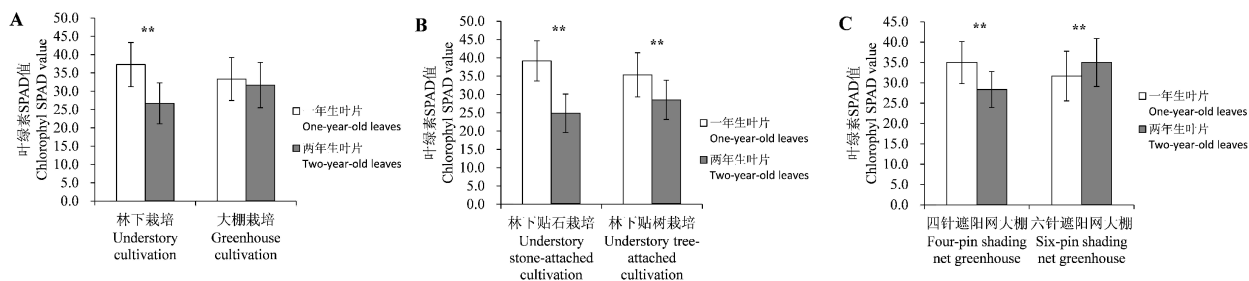 A
叶绿素SPAD值
Chlorophyl SPAD value
50.0
45.0
40.0
35.0
30.0
25.0
20.0
15.0
10.0
5.0
0.0
**
林下栽培
Understory
cultivation
大棚栽培
Greenhouse
cultivation
一年生叶片
One-year-old leaves
两年生叶片
Two-year-old leaves
B
叶绿素SPAD值
Chlorophyl SPAD value
50.0
45.0
40.0
35.0
30.0
25.0
20.0
15.0
10.0
5.0
0.0
**
**
林下贴石栽培
Understory
stone-attached
cultivation
林下贴树栽培
Understory tree-
attached
cultivation
一年生叶片
One-year-old leaves
两年生叶片
Two-year-old leaves
C
叶绿素SPAD值
Chlorophyl SPAD value
45.0
40.0
35.0
30.0
25.0
20.0
15.0
10.0
5.0
0.0
**
**
四针遮阳网大棚
Four-pin shading
net greenhouse
六针遮阳网大棚
Six-pin shading
net greenhouse
一年生叶片
One-year-old leaves
两年生叶片
Two-year-old leaves